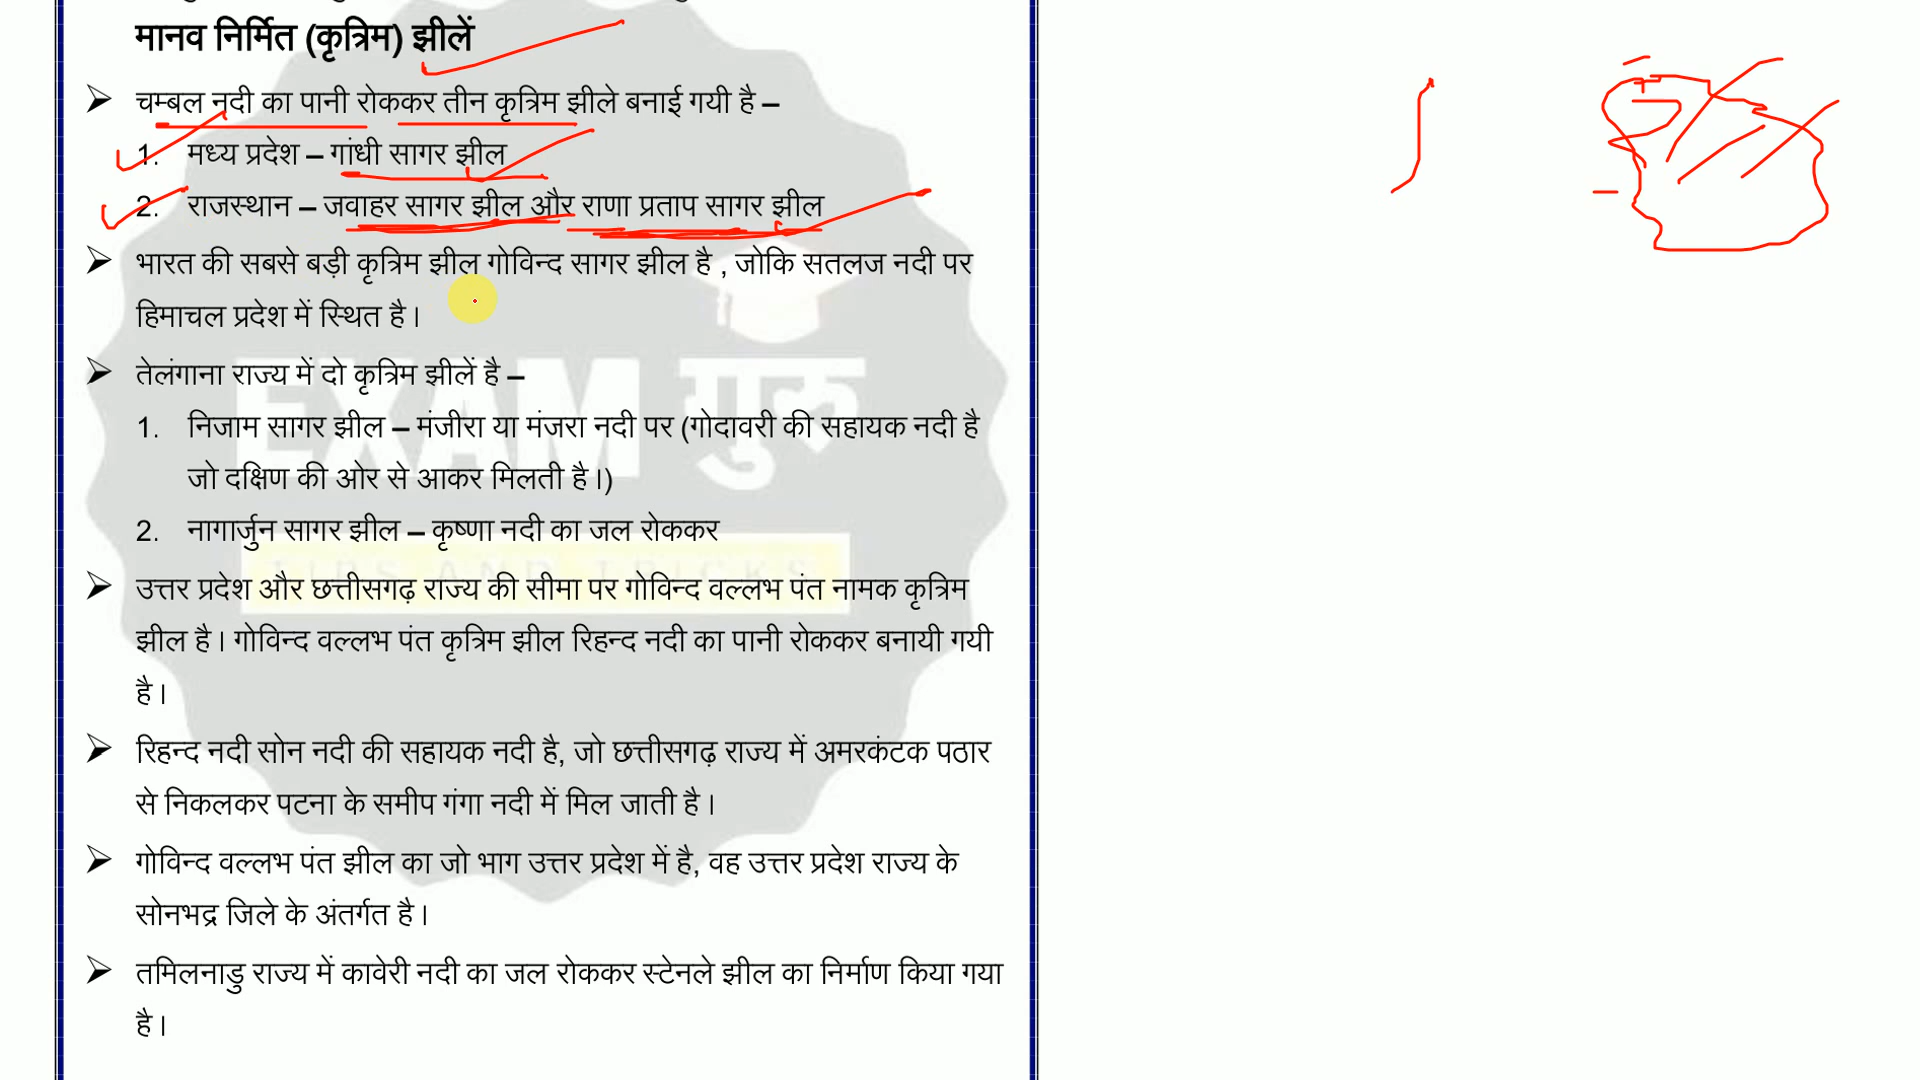 मानव निर्मित (कृत्रिम) झीलें
➢ चम्बल नदी का पानी रोककर तीन कृत्रिम झीले बनाई गयी है –
1. मध्य प्रदेश – गांधी सागर झील
2. राजस्थान – जवाहर सागर झील और राणा प्रताप सागर झील
➢ भारत की सबसे बड़ी कृत्रिम झील गोविन्द सागर झील है , जोकि सतलज नदी पर
हिमाचल प्रदेश में स्थित है।
➢ तेलंगाना राज्य में दो कृत्रिम झीलें है –
1. निजाम सागर झील – मंजीरा या मंजरा नदी पर (गोदावरी की सहायक नदी है
जो दक्षिण की ओर से आकर मिलती है।)
2. नागार्जुन सागर झील – कृष्णा नदी का जल रोककर
➢ उत्तर प्रदेश और छत्तीसगढ़ राज्य की सीमा पर गोविन्द वल्लभ पंत नामक कृत्रिम
झील है। गोविन्द वल्लभ पंत कृत्रिम झील रिहन्द नदी का पानी रोककर बनायी गयी
है।
➢ रिहन्द नदी सोन नदी की सहायक नदी है, जो छत्तीसगढ़ राज्य में अमरकंटक पठार
से निकलकर पटना के समीप गंगा नदी में मिल जाती है।
➢ गोविन्द वल्लभ पंत झील का जो भाग उत्तर प्रदेश में है, वह उत्तर प्रदेश राज्य के
सोनभद्र जिले के अंतर्गत है।
➢ तमिलनाडु राज्य में कावेरी नदी का जल रोककर स्टेनले झील का निर्माण किया गया
है।
EXAM गुरु
TIPS AND TRICKS